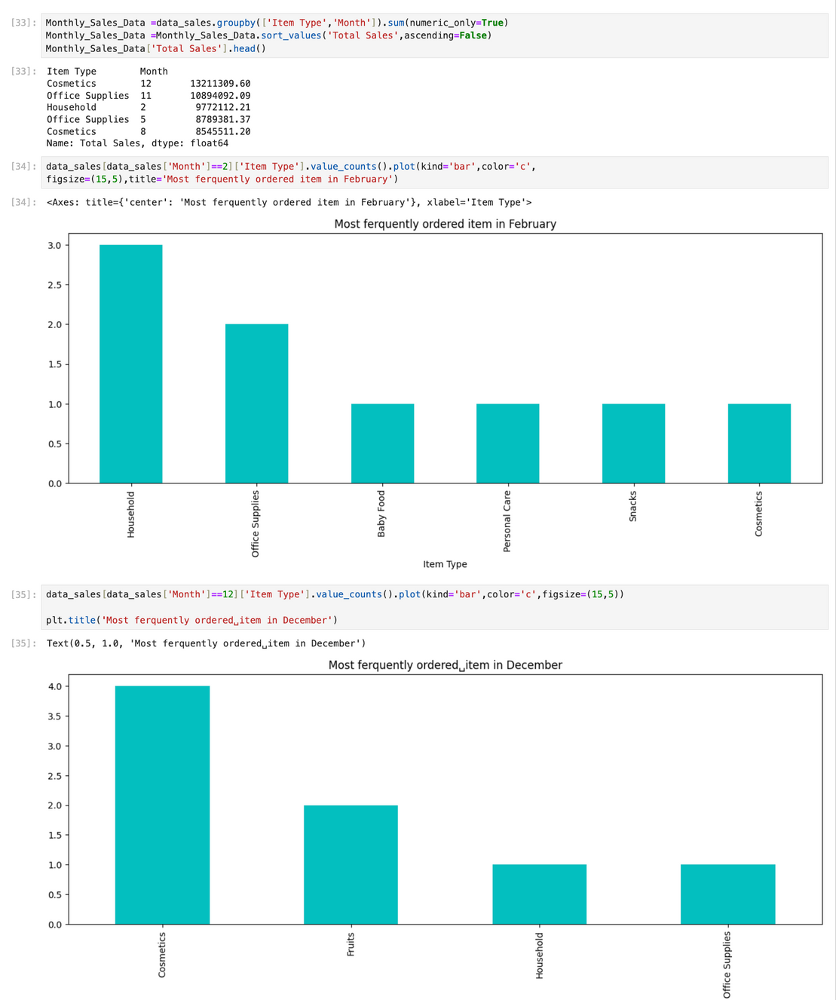 [33]: Monthly_Sales_Data =data_sales.groupby(['Item Type','Month']).sum(numeric_only=True)
Monthly_Sales_Data =Monthly_Sales_Data.sort_values('Total Sales',ascending=False)
Monthly_Sales_Data['Total Sales'].head()
[33]: Item Type Month
Cosmetics 12 13211309.60
Office Supplies 11 10894092.09
Household 2 9772112.21
Office Supplies 5 8789381.37
Cosmetics 8 8545511.20
Name: Total Sales, dtype: float64
[34]: data_sales[data_sales['Month']==2]['Item Type'].value_counts().plot(kind='bar',color='c',
figsize=(15,5),title='Most ferquently ordered item in February')
[34]: <Axes: title={'center': 'Most ferquently ordered item in February'}, xlabel='Item Type'>
Most ferquently ordered item in February
3.0
2.5
2.0
1.5
1.0
0.5
0.0
Household
Office Supplies
Baby Food
Personal Care
Snacks
Cosmetics
Item Type
[35]: data_sales[data_sales['Month']==12]['Item Type'].value_counts().plot(kind='bar',color='c',figsize=(15,5))
plt.title('Most ferquently ordered␣item in December')
[35]: Text(0.5, 1.0, 'Most ferquently ordered␣item in December')
Most ferquently ordered␣item in December
4.0
3.5
3.0
2.5
2.0
1.5
1.0
0.5
0.0
Cosmetics
Fruits
Household
Office Supplies